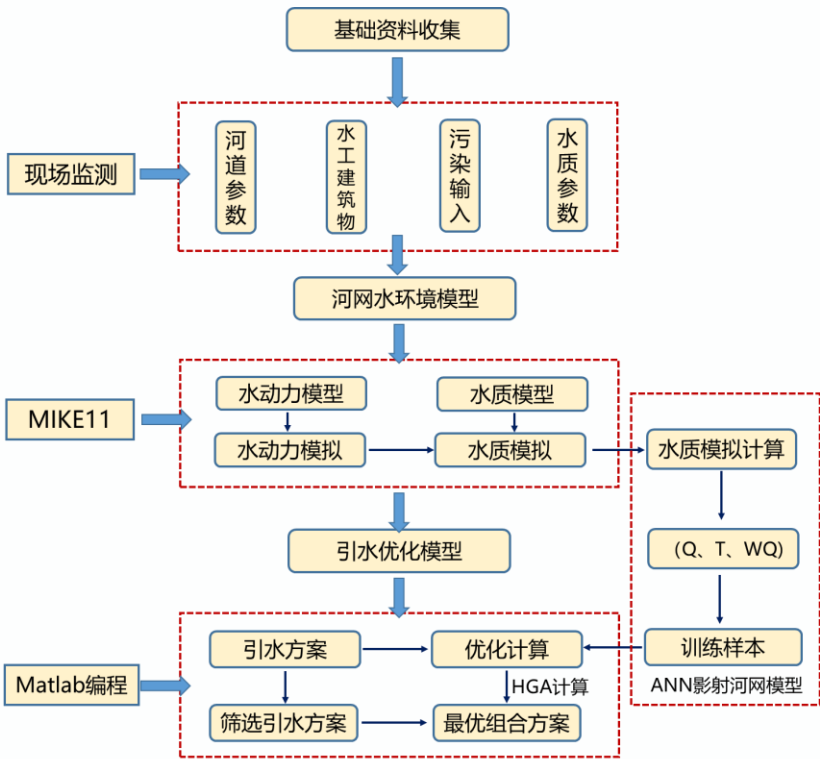 基础资料收集
现场监测
河道参数
水工建筑物
污染输入
水质参数
河网水环境模型
MIKE11
水动力模型
水质模型
水动力模拟
水质模拟
水质模拟计算
引水优化模型
（Q、T、WQ)
Matlab编程
引水方案
优化计算
训练样本
HGA计算
ANN影射河网模型
筛选引水方案
最优组合方案